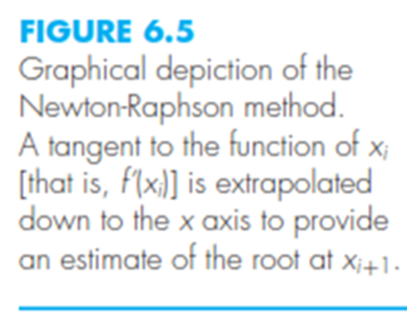 FIGURE 6.5
Graphical depiction of the
Newton-Raphson method.
A tangent to the function of xᵢ
[that is, f′(xᵢ)] is extrapolated
down to the x axis to provide
an estimate of the root at xᵢ₊₁.